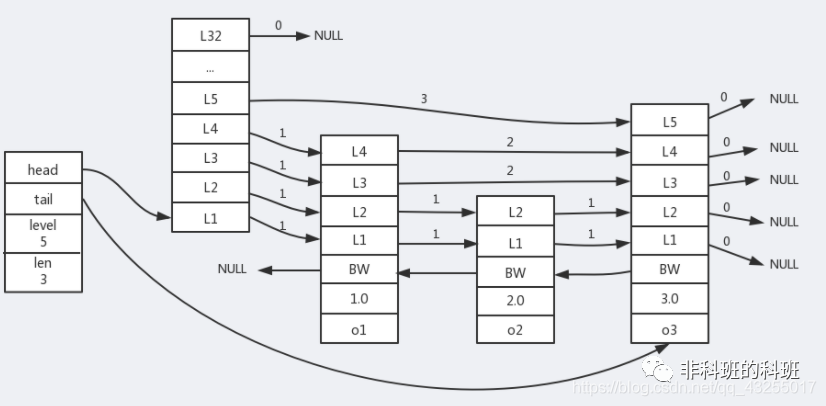 head
tail
level
5
len
3
L32
...
L5
L4
L3
L2
L1
0
NULL
3
1
1
1
1
L4
L3
L2
L1
BW
1.0
o1
NULL
2
2
1
1
L2
L1
BW
2.0
o2
1
1
L5
L4
L3
L2
L1
BW
3.0
o3
0
NULL
0
NULL
0
NULL
0
NULL
0
NULL
非科班的科班
https://blog.csdn.net/qq_43255017